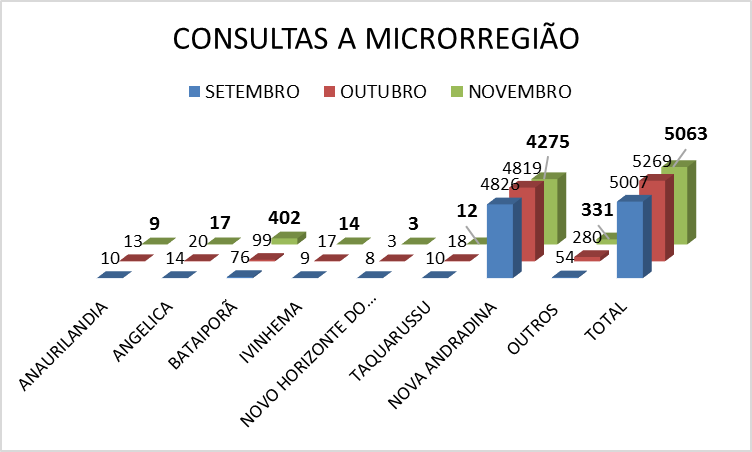 CONSULTAS A MICRORREGIÃO
SETEMBRO OUTUBRO NOVEMBRO
10 13 9
14 20 17
76 99 402
9 17 14
8 3 3
10 18 12
4826 4819 4275
54 280 331
5007 5269 5063
ANAURILANDIA
ANGELICA
BATAIPORÃ
IVINHEMA
NOVO HORIZONTE DO...
TAQUARUSSU
NOVA ANDRADINA
OUTROS
TOTAL